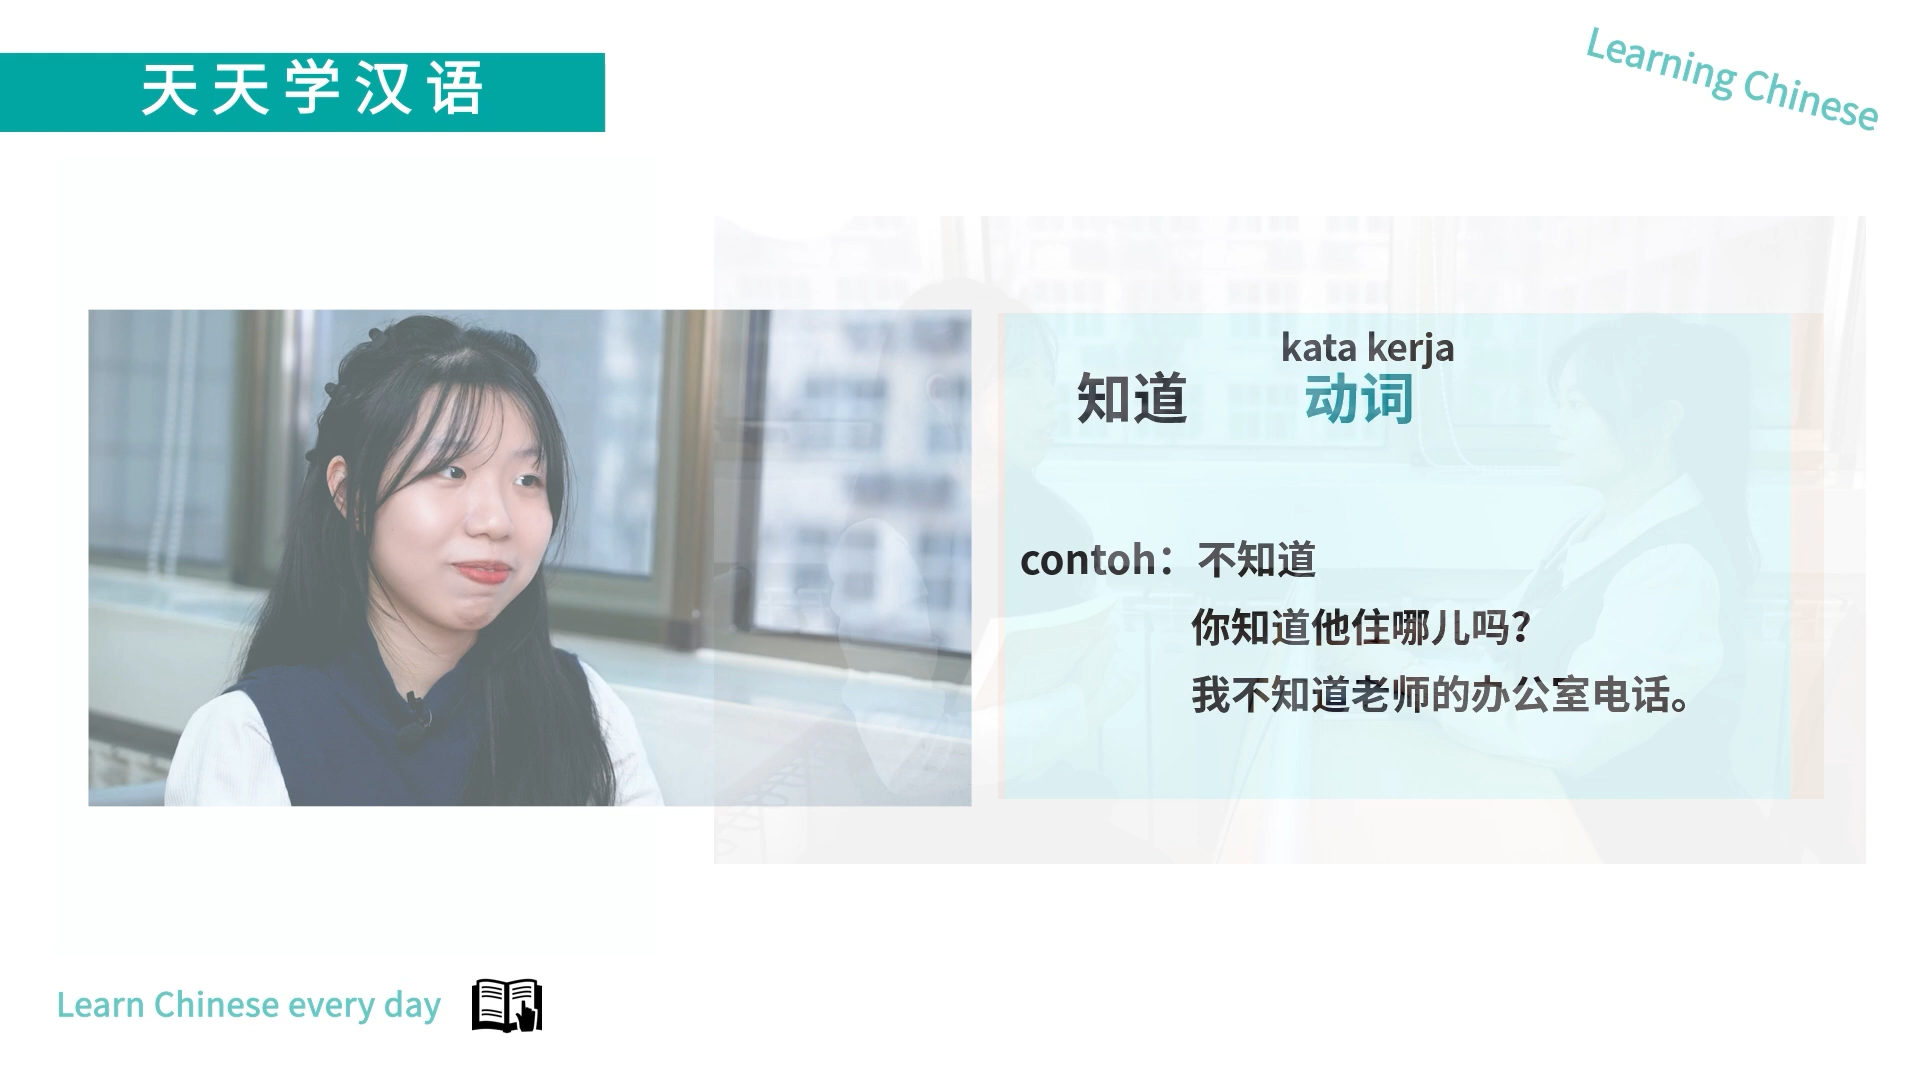 天天学汉语
Learning Chinese
kata kerja
知道 动词
contoh：不知道
你知道他住哪儿吗？
我不知道老师的办公室电话。
Learn Chinese every day